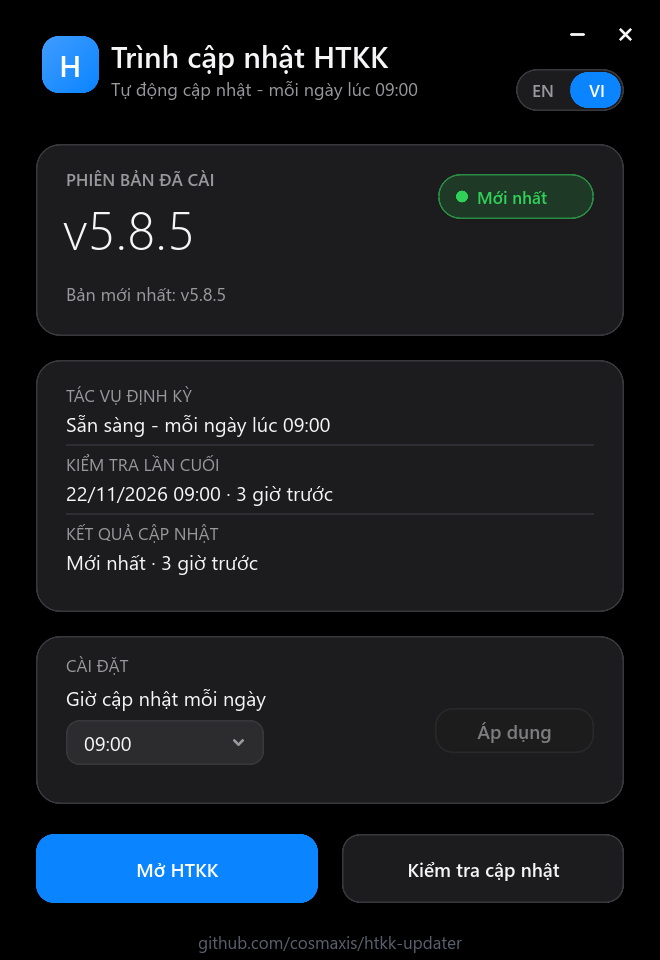 H
Trình cập nhật HTKK
Tự động cập nhật - mỗi ngày lúc 09:00
EN
VI
PHIÊN BẢN ĐÃ CÀI
Mới nhất
v5.8.5
Bản mới nhất: v5.8.5
TÁC VỤ ĐỊNH KỲ
Sẵn sàng - mỗi ngày lúc 09:00
KIỂM TRA LẦN CUỐI
22/11/2026 09:00 · 3 giờ trước
KẾT QUẢ CẬP NHẬT
Mới nhất · 3 giờ trước
CÀI ĐẶT
Giờ cập nhật mỗi ngày
09:00
Áp dụng
Mở HTKK
Kiểm tra cập nhật
github.com/cosmaxis/htkk-updater